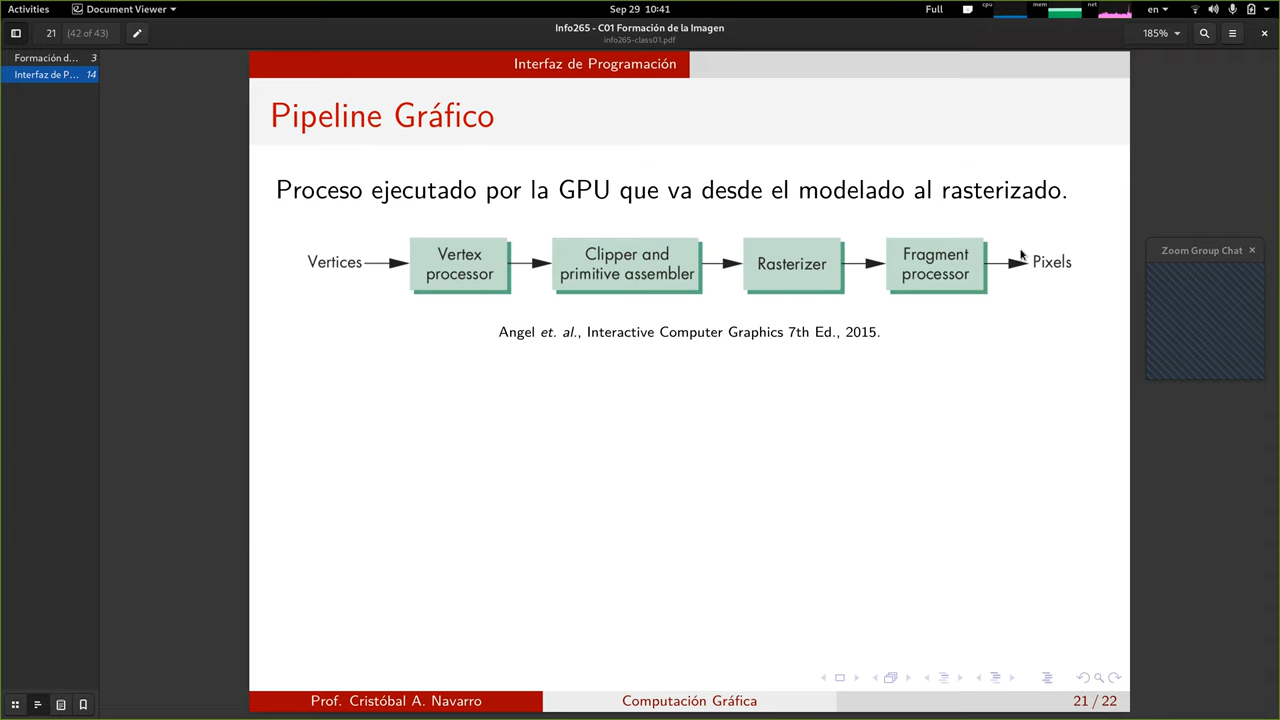 Activities
Document Viewer
Sep 29 10:41
Full
cpu
mem
net
en
21
(42 of 43)
Info265 - C01 Formación de la Imagen
info265-class01.pdf
185%
Formación d... 3
Interfaz de P... 14
Interfaz de Programación
Pipeline Gráfico
Proceso ejecutado por la GPU que va desde el modelado al rasterizado.
Vertices
Vertex
processor
Clipper and
primitive assembler
Rasterizer
Fragment
processor
Pixels
Angel et. al., Interactive Computer Graphics 7th Ed., 2015.
Zoom Group Chat
Prof. Cristóbal A. Navarro
Computación Gráfica
21 / 22